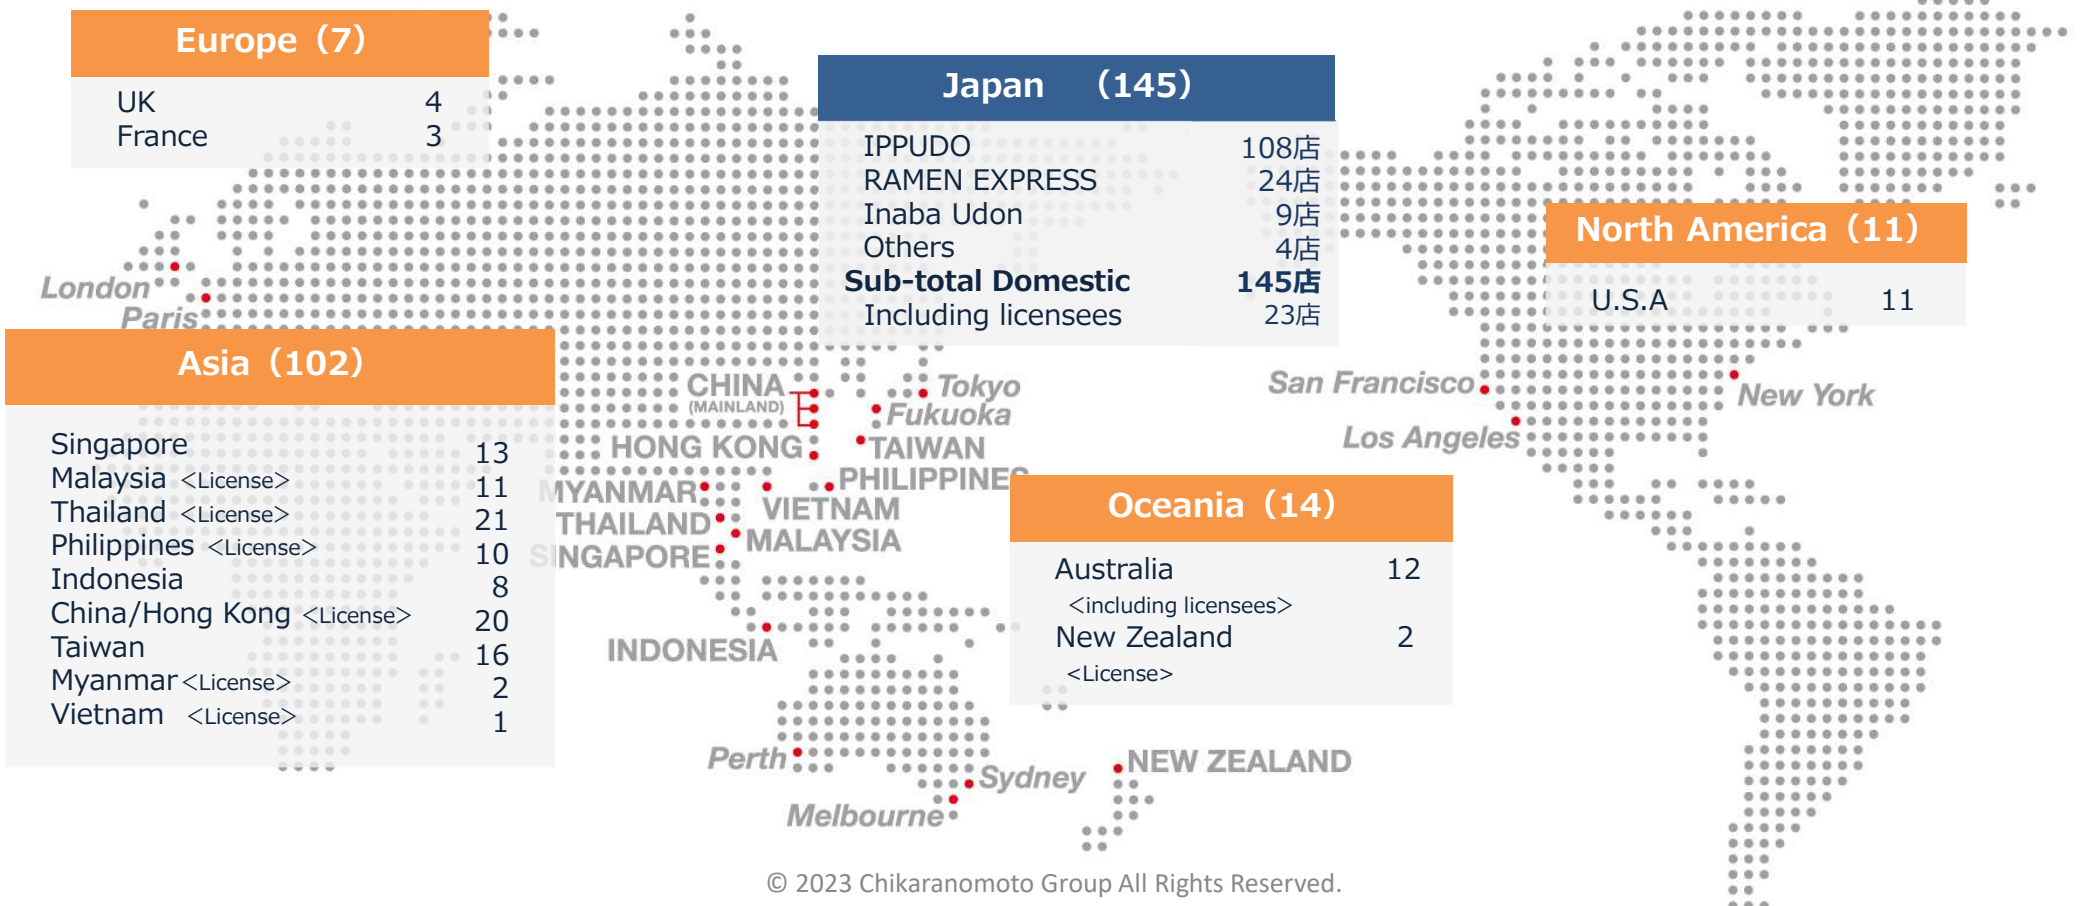 Europe（7）
UK 4
France 3
Japan （145）
IPPUDO 108店
RAMEN EXPRESS 24店
Inaba Udon 9店
Others 4店
Sub-total Domestic 145店
Including licensees 23店
North America（11）
U.S.A 11
London
Paris
Asia（102）
Singapore 13
Malaysia <License> 11
Thailand <License> 21
Philippines <License> 10
Indonesia 8
China/Hong Kong <License> 20
Taiwan 16
Myanmar<License> 2
Vietnam <License> 1
CHINA
(MAINLAND)
Tokyo
Fukuoka
HONG KONG
TAIWAN
PHILIPPINES
MYANMAR
VIETNAM
THAILAND
MALAYSIA
SINGAPORE
INDONESIA
San Francisco
New York
Los Angeles
Oceania（14）
Australia 12
<including licensees>
New Zealand 2
<License>
Perth
Sydney
NEW ZEALAND
Melbourne
© 2023 Chikaranomoto Group All Rights Reserved.